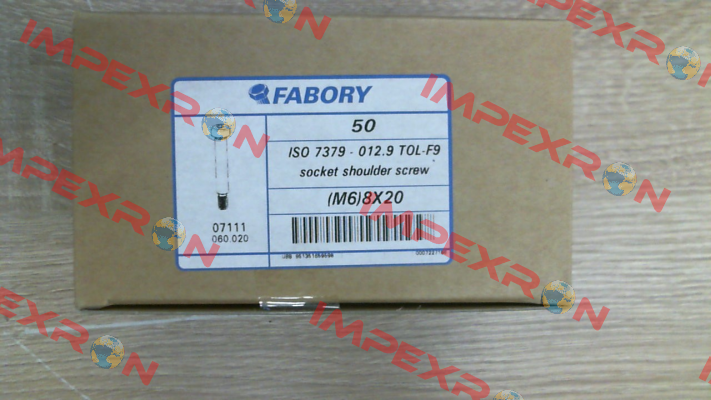 FABORY
50
ISO 7379 - 012.9 TOL-F9
socket shoulder screw
(M6)8X20
07111
060.020
IMPEXRON
IMPEXRON
IMPEXRON
IMPEXRON
IMPEXRON